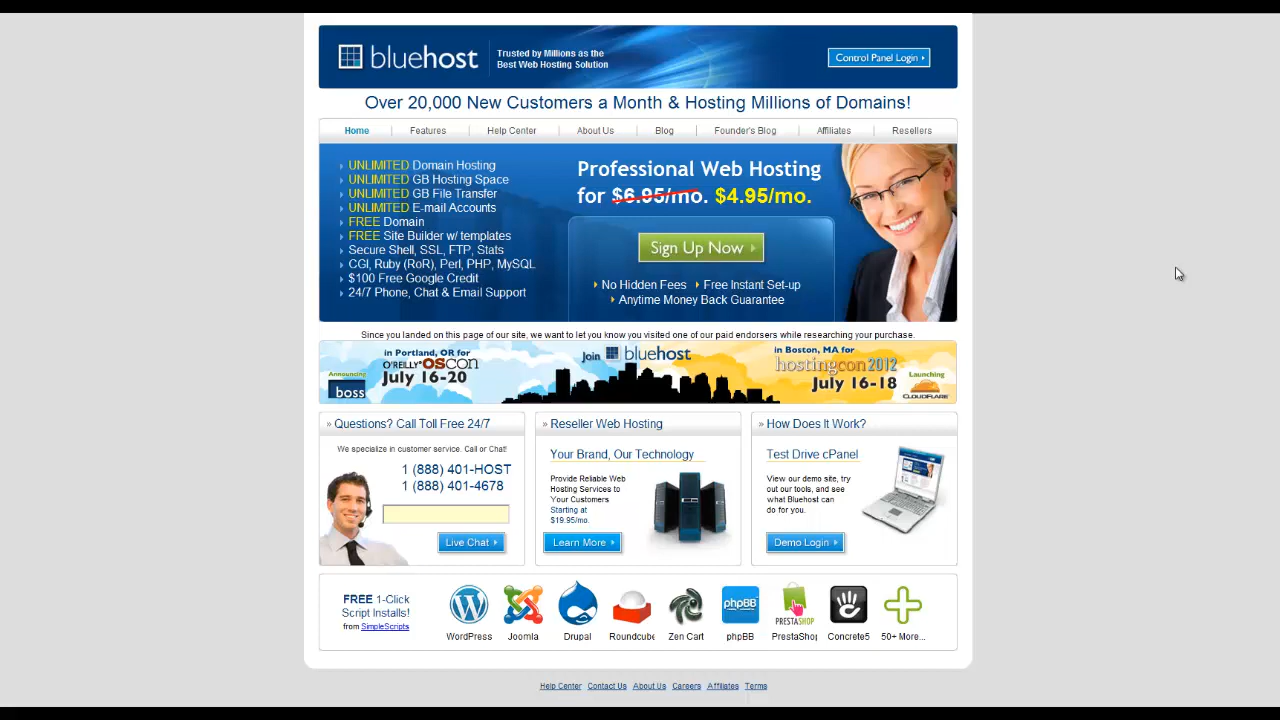 bluehost
Trusted by Millions as the
Best Web Hosting Solution
Control Panel Login
Over 20,000 New Customers a Month & Hosting Millions of Domains!
Home
Features
Help Center
About Us
Blog
Founder's Blog
Affiliates
Resellers
UNLIMITED Domain Hosting
UNLIMITED GB Hosting Space
UNLIMITED GB File Transfer
UNLIMITED E-mail Accounts
FREE Domain
FREE Site Builder w/ templates
Secure Shell, SSL, FTP, Stats
CGI, Ruby (RoR), Perl, PHP, MySQL
$100 Free Google Credit
24/7 Phone, Chat & Email Support
Professional Web Hosting
for $6.95/mo. $4.95/mo.
Sign Up Now
No Hidden Fees
Free Instant Set-up
Anytime Money Back Guarantee
Since you landed on this page of our site, we want to let you know you visited one of our paid endorsers while researching your purchase.
Announcing
boss
in Portland, OR for
O'REILLY OSCON
July 16-20
Join bluehost
in Boston, MA for
hostingcon 2012
July 16-18
Launching
CLOUDFLARE
» Questions? Call Toll Free 24/7
We specialize in customer service. Call or Chat!
1 (888) 401-HOST
1 (888) 401-4678
Live Chat
» Reseller Web Hosting
Your Brand, Our Technology
Provide Reliable Web
Hosting Services to
Your Customers
Starting at
$19.95/mo.
Learn More
» How Does It Work?
Test Drive cPanel
View our demo site, try
out our tools, and see
what Bluehost can
do for you.
Demo Login
FREE 1-Click
Script Installs!
from SimpleScripts
WordPress
Joomla
Drupal
Roundcube
Zen Cart
phpBB
phpBB
PRESTASHOP
PrestaShop
Concrete5
50+ More...
Help Center
Contact Us
About Us
Careers
Affiliates
Terms